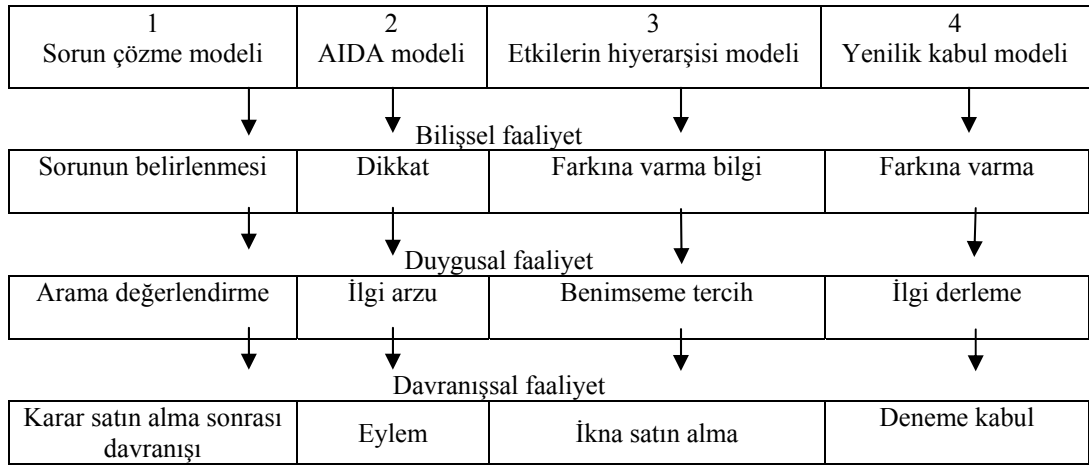 1 2 3 4
Sorun çözme modeli AIDA modeli Etkilerin hiyerarşisi modeli Yenilik kabul modeli
Bilişsel faaliyet
Sorunun belirlenmesi Dikkat Farkına varma bilgi Farkına varma
Duygusal faaliyet
Arama değerlendirme İlgi arzu Benimseme tercih İlgi derleme
Davranışsal faaliyet
Karar satın alma sonrası davranışı Eylem İkna satın alma Deneme kabul